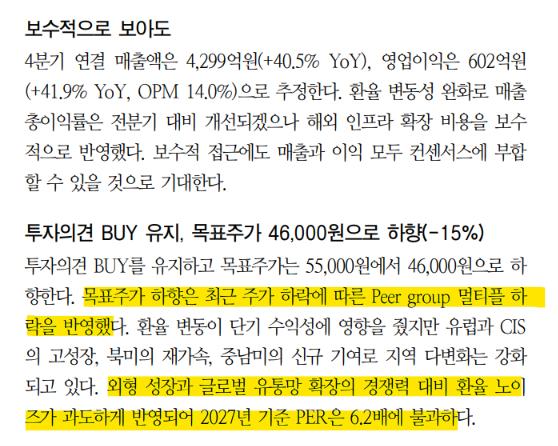 보수적으로 보아도
4분기 연결 매출액은 4,299억원(+40.5% YoY), 영업이익은 602억원
(+41.9% YoY, OPM 14.0%)으로 추정한다. 환율 변동성 완화로 매출
총이익률은 전분기 대비 개선되겠으나 해외 인프라 확장 비용을 보수
적으로 반영했다. 보수적 접근에도 매출과 이익 모두 컨센서스에 부합
할 수 있을 것으로 기대한다.
투자의견 BUY 유지, 목표주가 46,000원으로 하향(-15%)
투자의견 BUY를 유지하고 목표주가는 55,000원에서 46,000원으로 하
향한다. 목표주가 하향은 최근 주가 하락에 따른 Peer group 멀티플 하
락을 반영했다. 환율 변동이 단기 수익성에 영향을 줬지만 유럽과 CIS
의 고성장, 북미의 재가속, 중남미의 신규 기여로 지역 다변화는 강화
되고 있다. 외형 성장과 글로벌 유통망 확장의 경쟁력 대비 환율 노이
즈가 과도하게 반영되어 2027년 기준 PER은 6.2배에 불과하다.